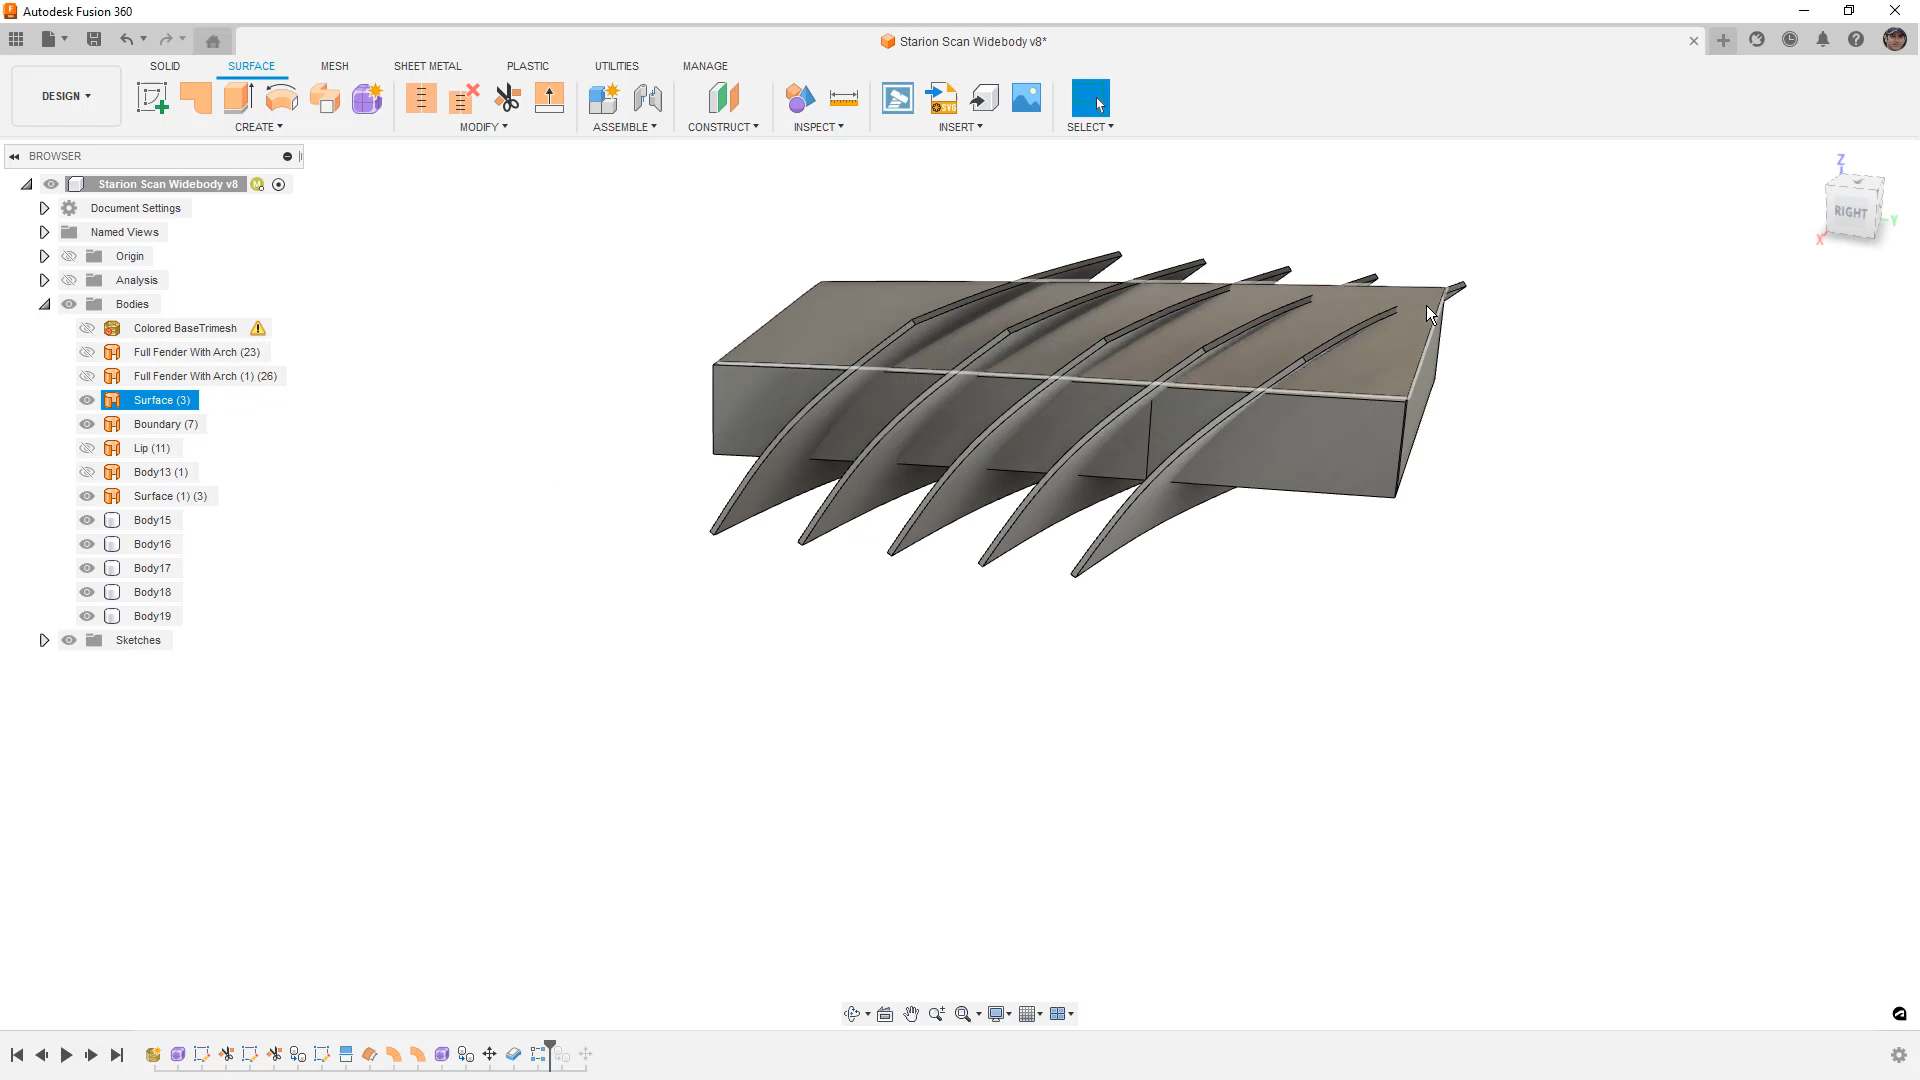 Autodesk Fusion 360
Starion Scan Widebody v8*
DESIGN
SOLID SURFACE MESH SHEET METAL PLASTIC UTILITIES MANAGE
SVG
CREATE MODIFY ASSEMBLE CONSTRUCT INSPECT INSERT SELECT
BROWSER
Starion Scan Widebody v8
Document Settings
Named Views
Origin
Analysis
Bodies
Colored BaseTrimesh
Full Fender With Arch (23)
Full Fender With Arch (1) (26)
Surface (3)
Boundary (7)
Lip (11)
Body13 (1)
Surface (1) (3)
Body15
Body16
Body17
Body18
Body19
Sketches
Z
RIGHT
Y
X